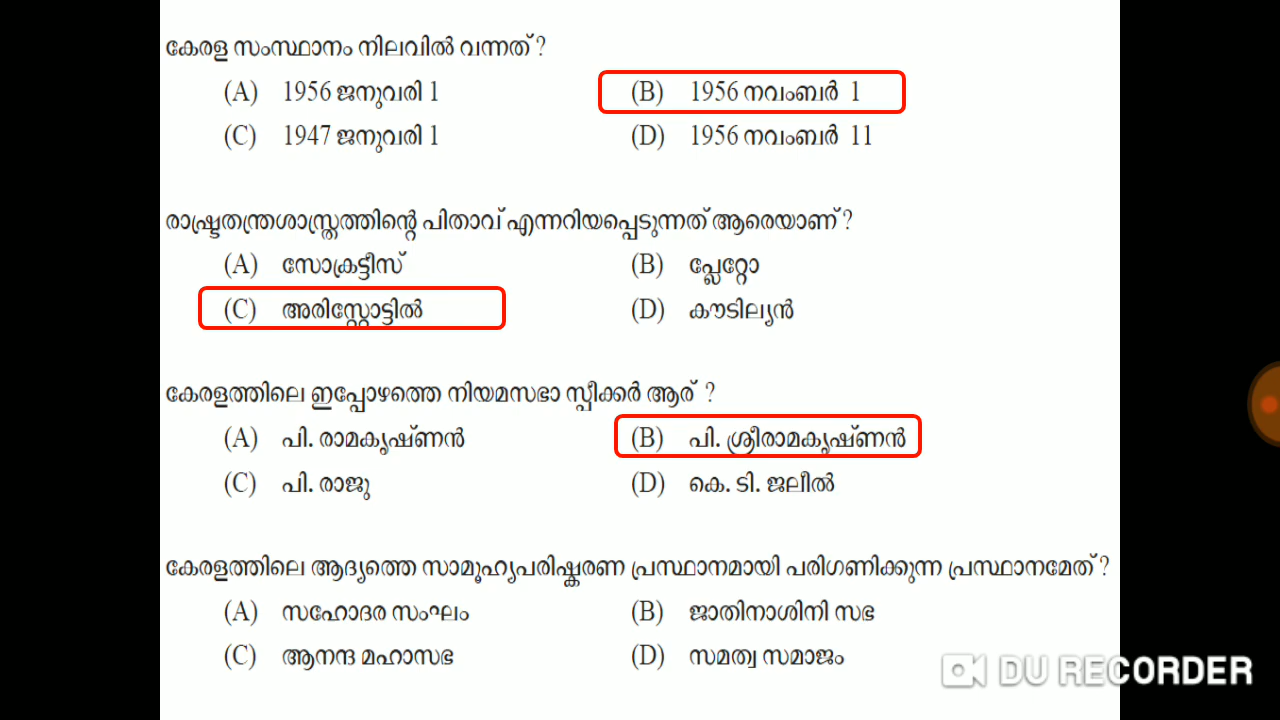 കേരള സംസ്ഥാനം നിലവിൽ വന്നത് ?
(A) 1956 ജനുവരി 1 (B) 1956 നവംബർ 1
(C) 1947 ജനുവരി 1 (D) 1956 നവംബർ 11
രാഷ്ട്രതന്ത്രശാസ്ത്രത്തിന്റെ പിതാവ് എന്നറിയപ്പെടുന്നത് ആരെയാണ് ?
(A) സോക്രട്ടീസ് (B) പ്ലേറ്റോ
(C) അരിസ്റ്റോട്ടിൽ (D) കൗടില്യൻ
കേരളത്തിലെ ഇപ്പോഴത്തെ നിയമസഭാ സ്പീക്കർ ആര് ?
(A) പി. രാമകൃഷ്ണൻ (B) പി. ശ്രീരാമകൃഷ്ണൻ
(C) പി. രാജു (D) കെ. ടി. ജലീൽ
കേരളത്തിലെ ആദ്യത്തെ സാമൂഹ്യപരിഷ്കരണ പ്രസ്ഥാനമായി പരിഗണിക്കുന്ന പ്രസ്ഥാനമേത് ?
(A) സഹോദര സംഘം (B) ജാതിനാശിനി സഭ
(C) ആനന്ദ മഹാസഭ (D) സമത്വ സമാജം
DU RECORDER